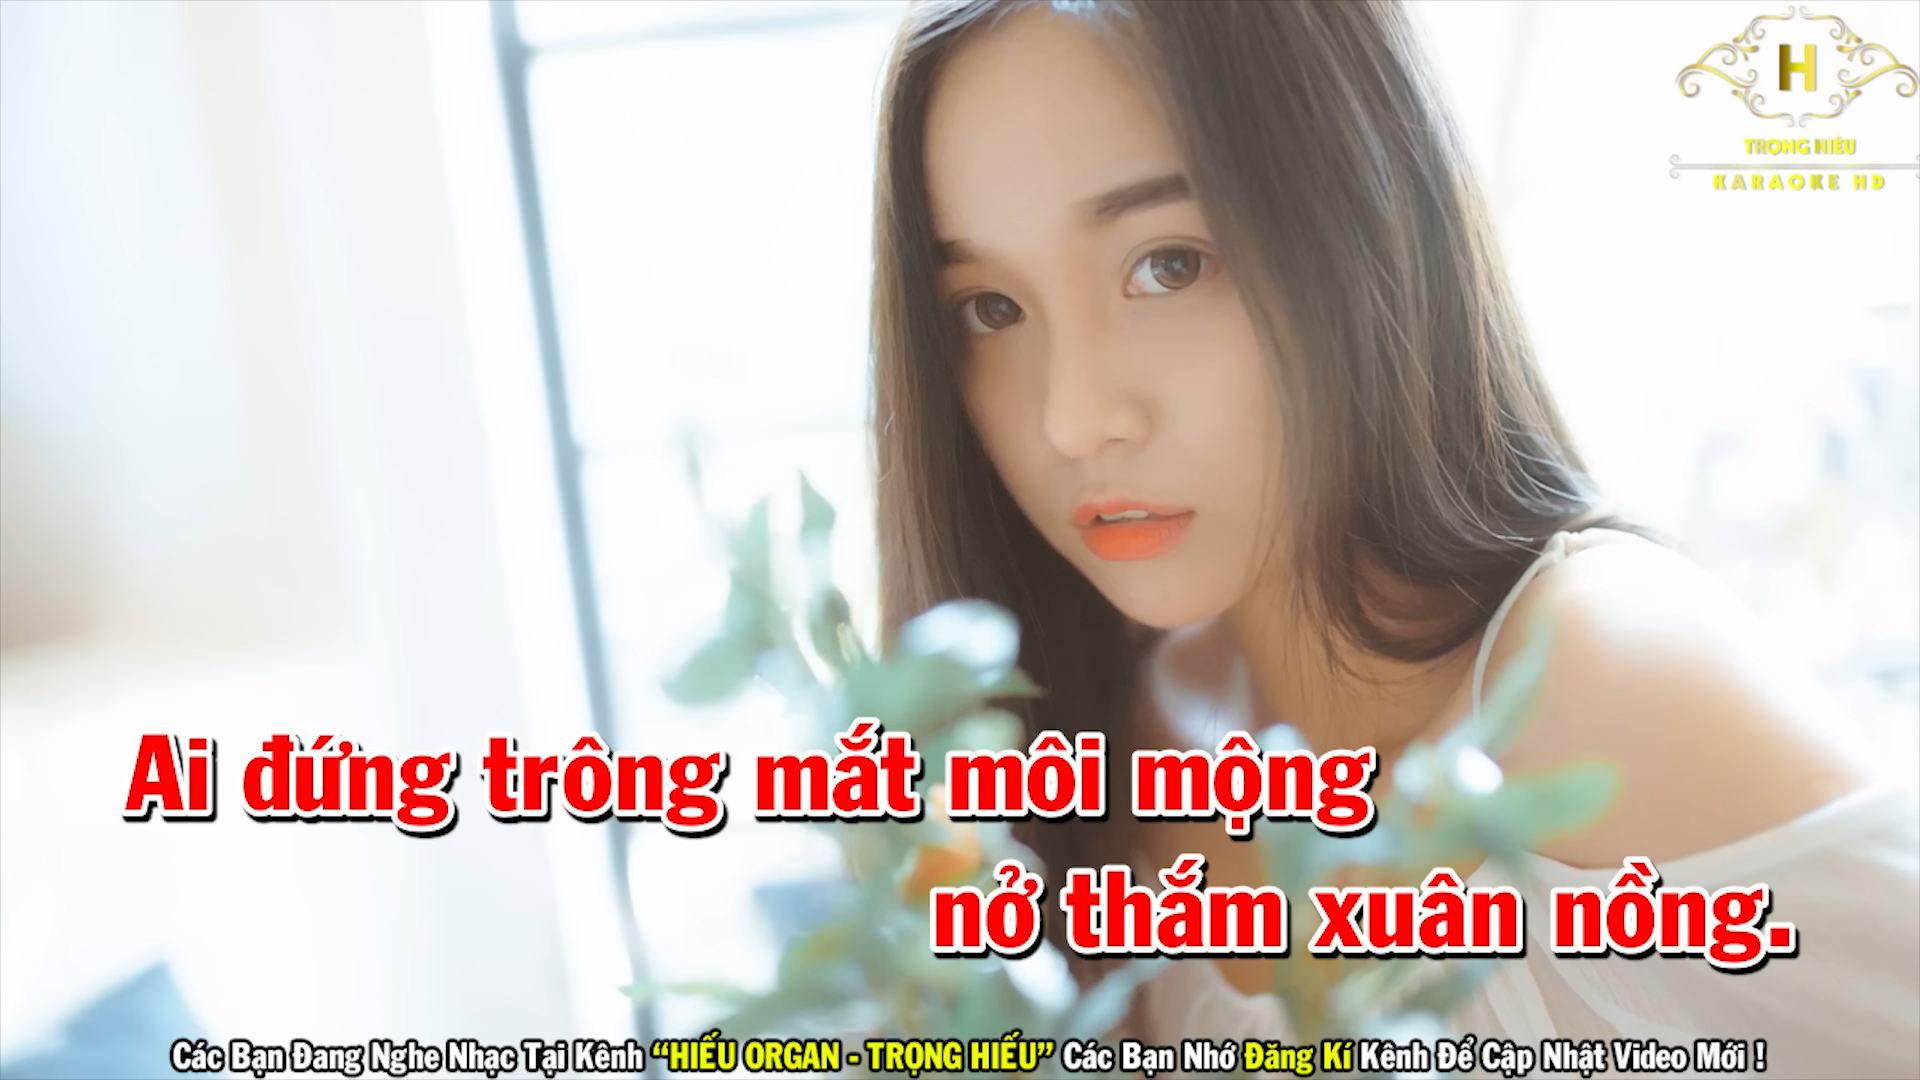 H
TRỌNG HIẾU
KARAOKE HD
Ai đứng trông mắt môi mộng
nở thắm xuân nồng.
Các Bạn Đang Nghe Nhạc Tại Kênh “HIẾU ORGAN - TRỌNG HIẾU” Các Bạn Nhớ Đăng Kí Kênh Để Cập Nhật Video Mới !